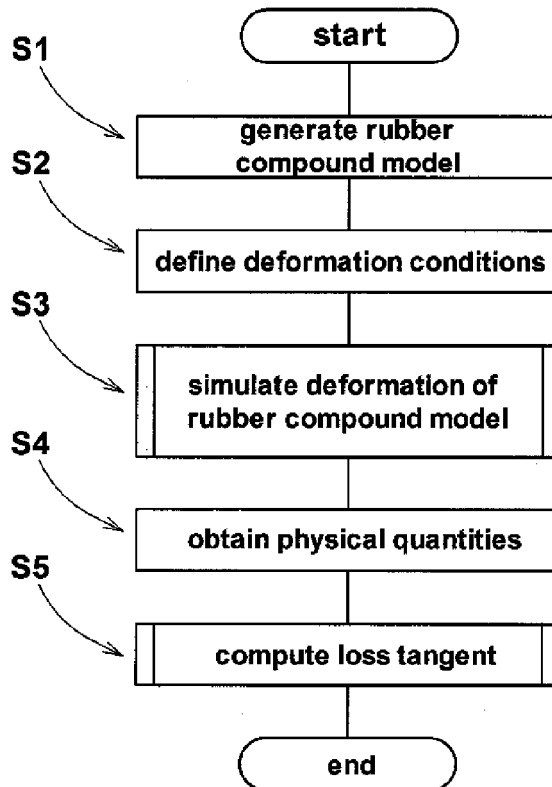 start
S1
generate rubber
compound model
S2
define deformation conditions
S3
simulate deformation of
rubber compound model
S4
obtain physical quantities
S5
compute loss tangent
end